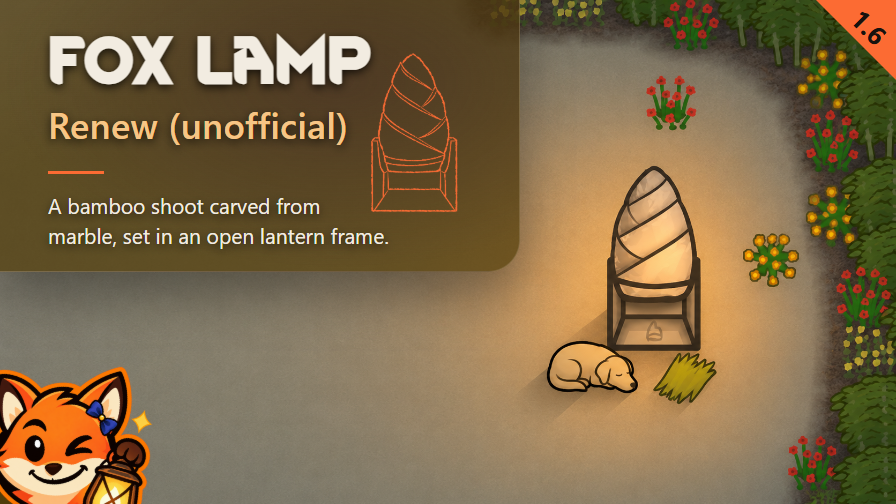 FOX LAMP
Renew (unofficial)
A bamboo shoot carved from
marble, set in an open lantern frame.
1.6